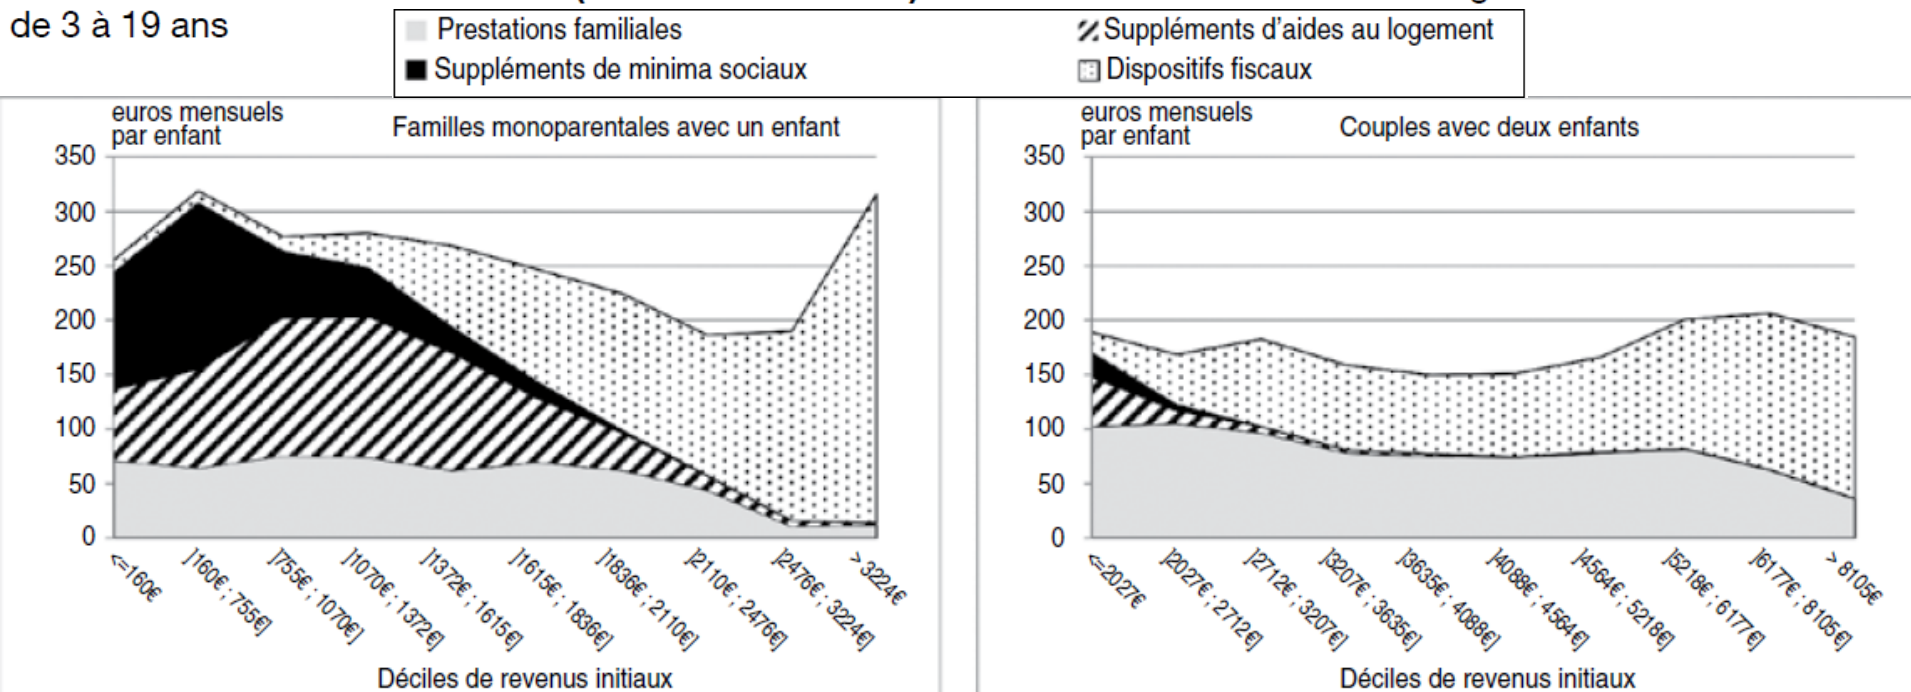 de 3 à 19 ans
Prestations familiales
Suppléments d'aides au logement
Suppléments de minima sociaux
Dispositifs fiscaux
euros mensuels
par enfant
Familles monoparentales avec un enfant
350
300
250
200
150
100
50
0
<=160€
]160€ ; 755€]
]755€ ; 1070€]
]1070€ ; 1372€]
]1372€ ; 1615€]
]1615€ ; 1836€]
]1836€ ; 2110€]
]2110€ ; 2476€]
]2476€ ; 3224€]
> 3224€
Déciles de revenus initiaux
euros mensuels
par enfant
Couples avec deux enfants
350
300
250
200
150
100
50
0
<=2027€
]2027€ ; 2712€]
]2712€ ; 3207€]
]3207€ ; 3635€]
]3635€ ; 4088€]
]4088€ ; 4564€]
]4564€ ; 5218€]
]5218€ ; 6177€]
]6177€ ; 8105€]
> 8105€
Déciles de revenus initiaux